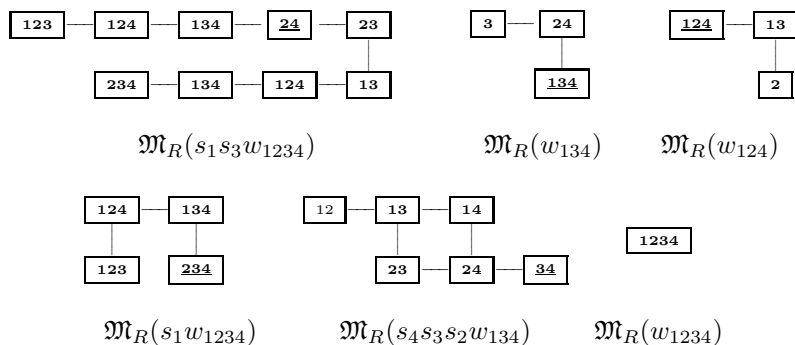 123 124 134 24 23 3 24 124 13
234 134 124 13 134 2
𝔐_R(s_1s_3w_{1234}) 𝔐_R(w_{134}) 𝔐_R(w_{124})
124 134 12 13 14 1234
123 234 23 24 34
𝔐_R(s_1w_{1234}) 𝔐_R(s_4s_3s_2w_{134}) 𝔐_R(w_{1234})